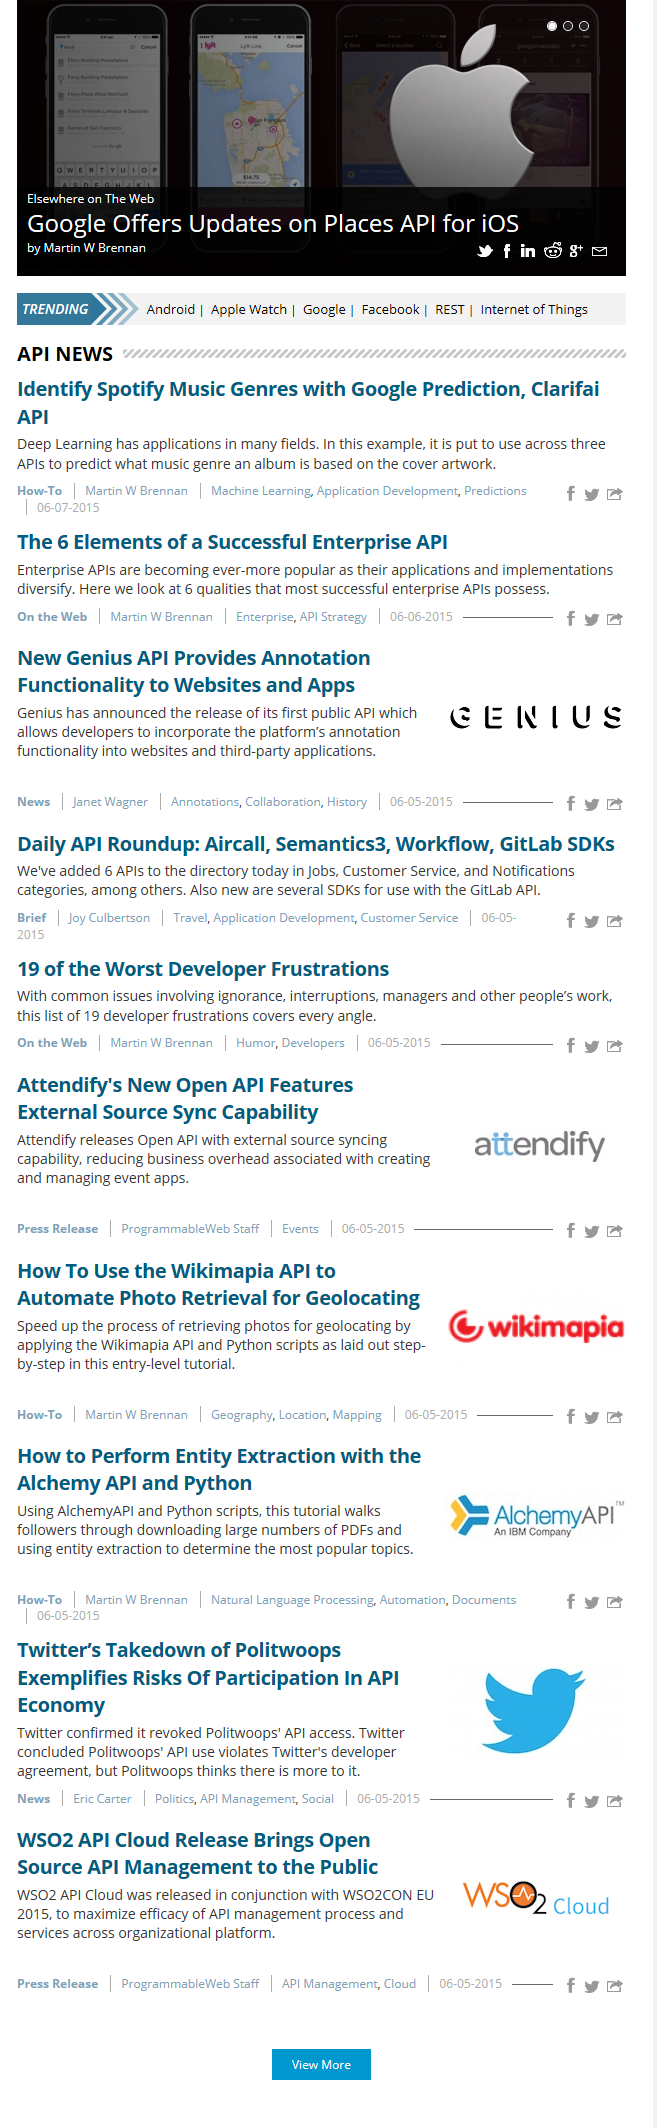 Elsewhere on The Web
Google Offers Updates on Places API for iOS
by Martin W Brennan
TRENDING Android | Apple Watch | Google | Facebook | REST | Internet of Things
API NEWS
Identify Spotify Music Genres with Google Prediction, Clarifai
API
Deep Learning has applications in many fields. In this example, it is put to use across three
APIs to predict what music genre an album is based on the cover artwork.
How-To | Martin W Brennan | Machine Learning, Application Development, Predictions
| 06-07-2015
The 6 Elements of a Successful Enterprise API
Enterprise APIs are becoming ever-more popular as their applications and implementations
diversify. Here we look at 6 qualities that most successful enterprise APIs possess.
On the Web | Martin W Brennan | Enterprise, API Strategy | 06-06-2015
New Genius API Provides Annotation
Functionality to Websites and Apps
Genius has announced the release of its first public API which
allows developers to incorporate the platform's annotation
functionality into websites and third-party applications.
GENIUS
News | Janet Wagner | Annotations, Collaboration, History | 06-05-2015
Daily API Roundup: Aircall, Semantics3, Workflow, GitLab SDKs
We've added 6 APIs to the directory today in Jobs, Customer Service, and Notifications
categories, among others. Also new are several SDKs for use with the GitLab API.
Brief | Joy Culbertson | Travel, Application Development, Customer Service | 06-05-
2015
19 of the Worst Developer Frustrations
With common issues involving ignorance, interruptions, managers and other people's work,
this list of 19 developer frustrations covers every angle.
On the Web | Martin W Brennan | Humor, Developers | 06-05-2015
Attendify's New Open API Features
External Source Sync Capability
Attendify releases Open API with external source syncing
capability, reducing business overhead associated with creating
and managing event apps.
attendify
Press Release | ProgrammableWeb Staff | Events | 06-05-2015
How To Use the Wikimapia API to
Automate Photo Retrieval for Geolocating
Speed up the process of retrieving photos for geolocating by
applying the Wikimapia API and Python scripts as laid out step-
by-step in this entry-level tutorial.
wikimapia
How-To | Martin W Brennan | Geography, Location, Mapping | 06-05-2015
How to Perform Entity Extraction with the
Alchemy API and Python
Using AlchemyAPI and Python scripts, this tutorial walks
followers through downloading large numbers of PDFs and
using entity extraction to determine the most popular topics.
AlchemyAPI™
An IBM Company
How-To | Martin W Brennan | Natural Language Processing, Automation, Documents
| 06-05-2015
Twitter's Takedown of Politwoops
Exemplifies Risks Of Participation In API
Economy
Twitter confirmed it revoked Politwoops' API access. Twitter
concluded Politwoops' API use violates Twitter's developer
agreement, but Politwoops thinks there is more to it.
News | Eric Carter | Politics, API Management, Social | 06-05-2015
WSO2 API Cloud Release Brings Open
Source API Management to the Public
WSO2 API Cloud was released in conjunction with WSO2CON EU
2015, to maximize efficacy of API management process and
services across organizational platform.
WSO2 Cloud
Press Release | ProgrammableWeb Staff | API Management, Cloud | 06-05-2015
View More